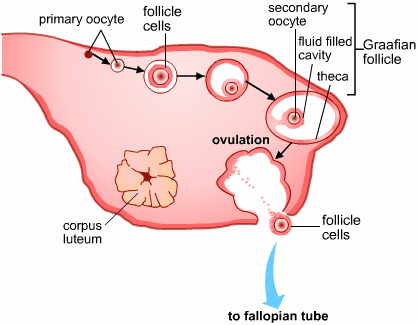 primary oocyte
follicle
cells
secondary
oocyte
fluid filled
cavity
theca
Graafian
follicle
ovulation
corpus
luteum
follicle
cells
to fallopian tube